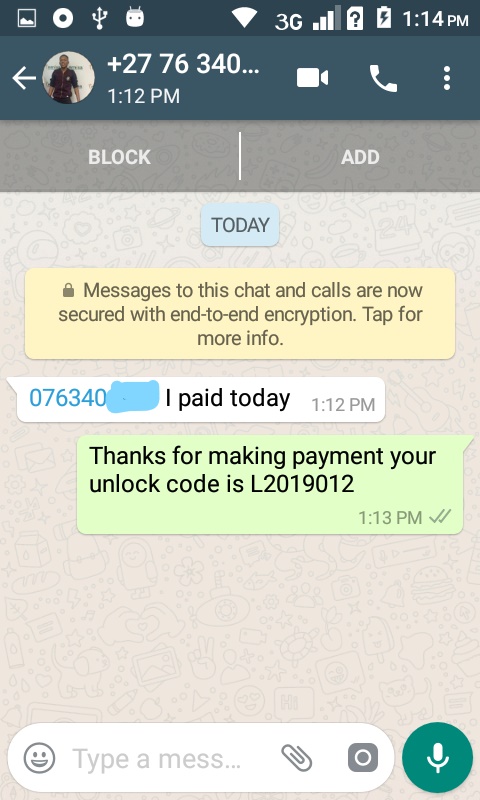 3G 1:14 PM
+27 76 340...
1:12 PM
BLOCK ADD
TODAY
Messages to this chat and calls are now
secured with end-to-end encryption. Tap for
more info.
076340 I paid today 1:12 PM
Thanks for making payment your
unlock code is L2019012
1:13 PM
Type a mess...